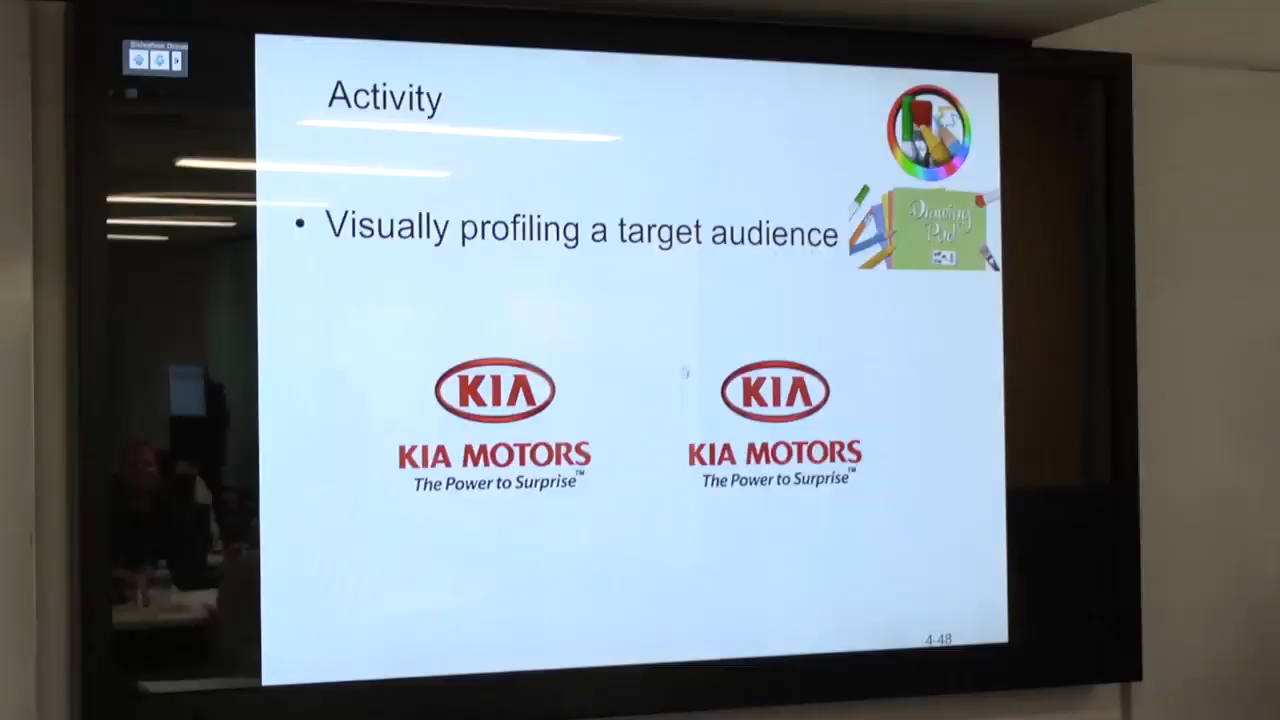 Activity
• Visually profiling a target audience
Drawing
Pad
KIA
KIA MOTORS
The Power to Surprise™
KIA
KIA MOTORS
The Power to Surprise™
4-48